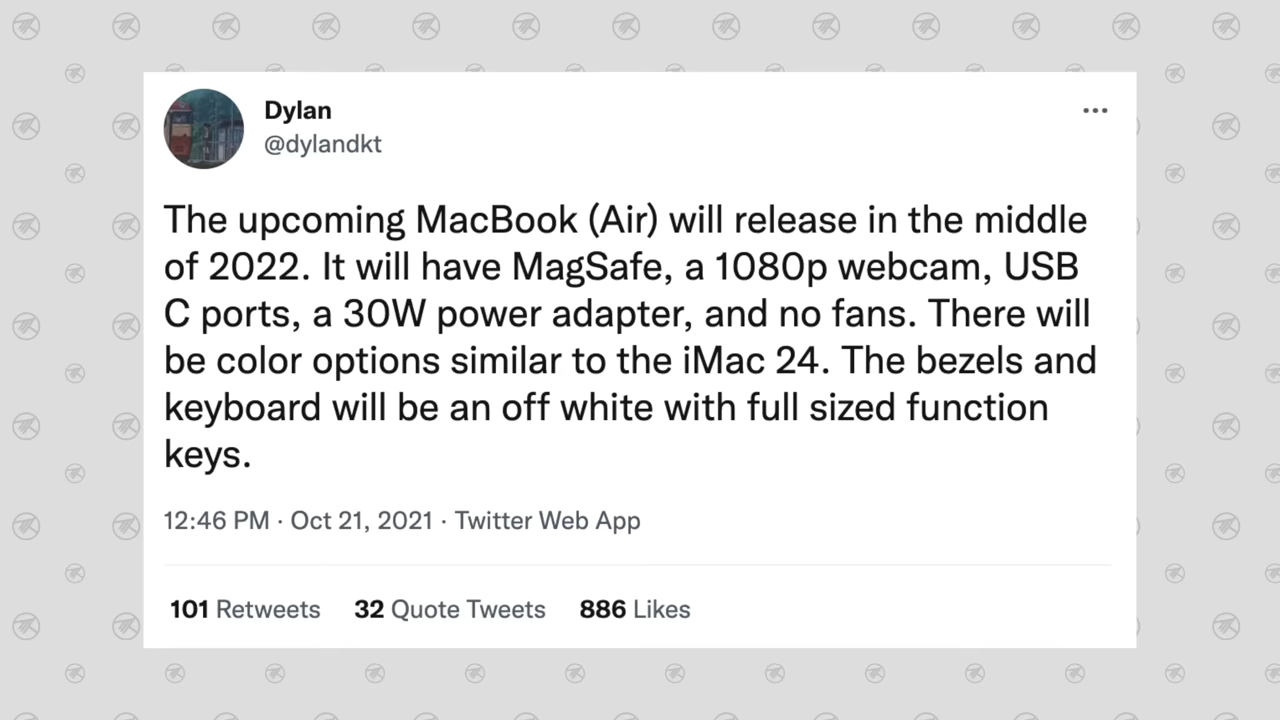 Dylan
@dylandkt
The upcoming MacBook (Air) will release in the middle
of 2022. It will have MagSafe, a 1080p webcam, USB
C ports, a 30W power adapter, and no fans. There will
be color options similar to the iMac 24. The bezels and
keyboard will be an off white with full sized function
keys.
12:46 PM · Oct 21, 2021 · Twitter Web App
101 Retweets 32 Quote Tweets 886 Likes